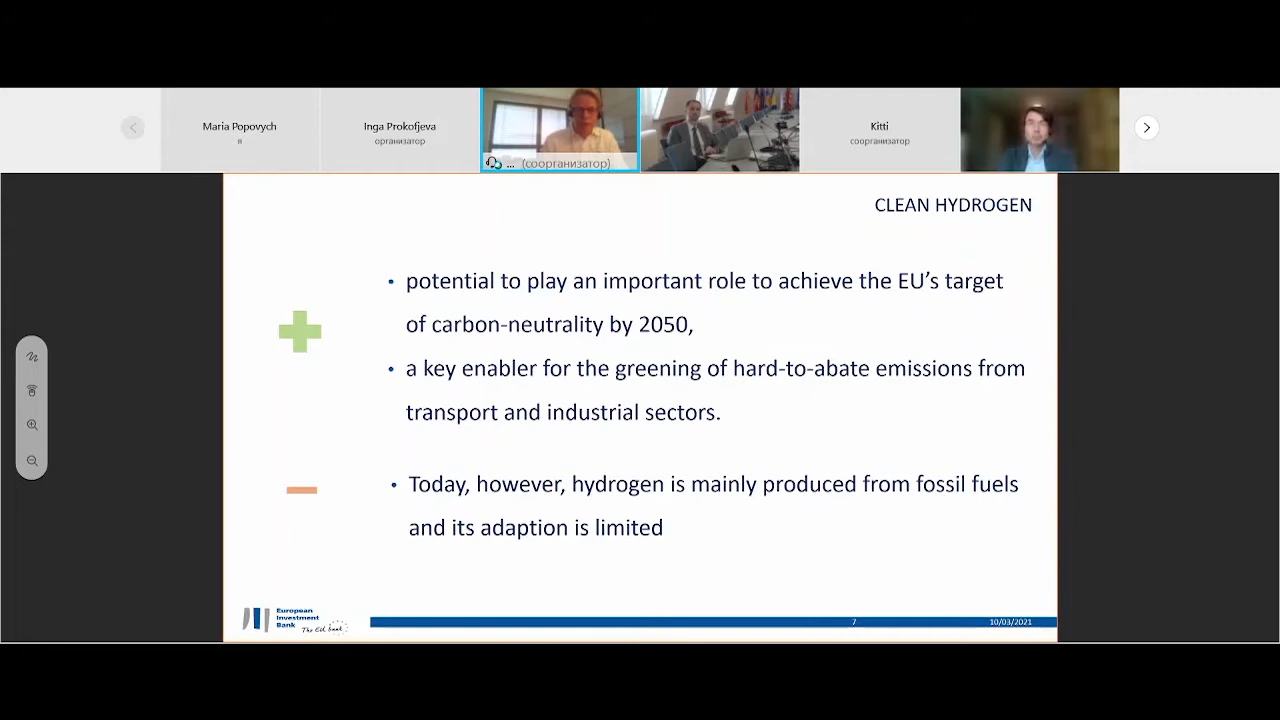 Maria Popovych
я
Inga Prokofjeva
организатор
... (соорганизатор)
Kitti
соорганизатор
CLEAN HYDROGEN
• potential to play an important role to achieve the EU’s target
of carbon-neutrality by 2050,
• a key enabler for the greening of hard-to-abate emissions from
transport and industrial sectors.
• Today, however, hydrogen is mainly produced from fossil fuels
and its adaption is limited
European
Investment
Bank
The EU bank
7
10/03/2021